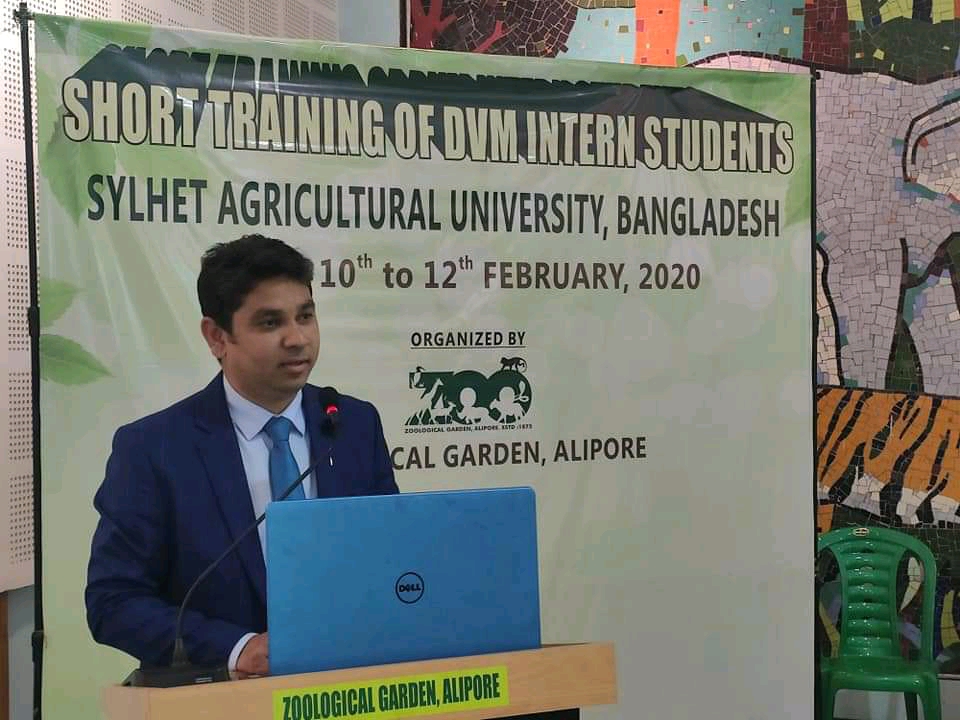 SHORT TRAINING OF DVM INTERN STUDENTS
SYLHET AGRICULTURAL UNIVERSITY, BANGLADESH
10th to 12th FEBRUARY, 2020
ORGANIZED BY
ZOO
ZOOLOGICAL GARDEN, ALIPORE. ESTD :1875
CAL GARDEN, ALIPORE
DELL
ZOOLOGICAL GARDEN, ALIPORE